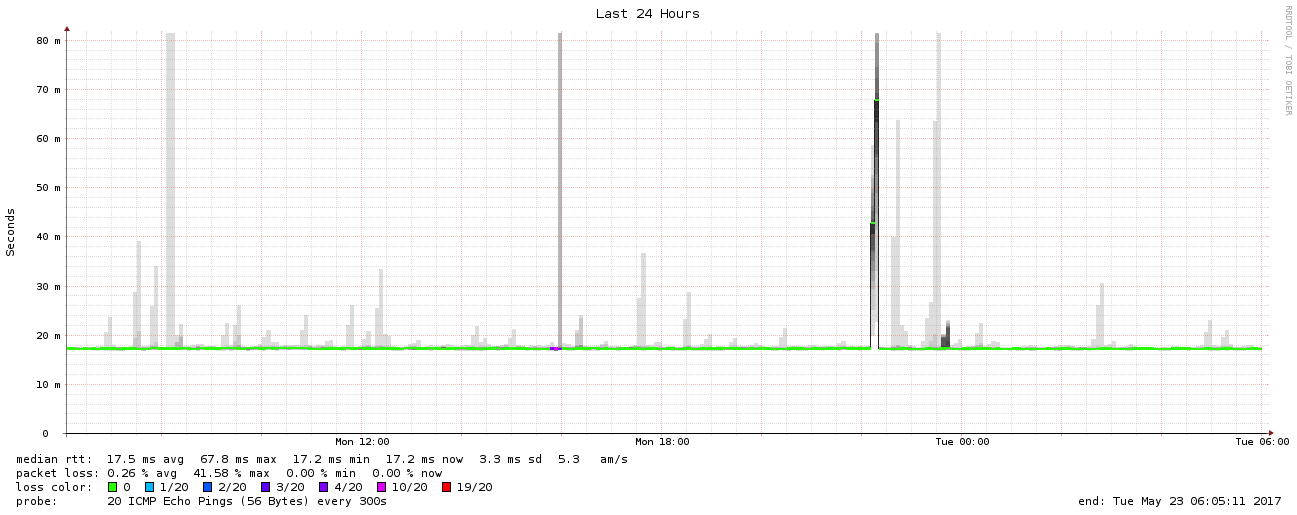 Last 24 Hours
RRDTOOL / TOBI OETIKER
Seconds
80 m
70 m
60 m
50 m
40 m
30 m
20 m
10 m
0
Mon 12:00 Mon 18:00 Tue 00:00 Tue 06:00
median rtt: 17.5 ms avg 67.8 ms max 17.2 ms min 17.2 ms now 3.3 ms sd 5.3 am/s
packet loss: 0.26 % avg 41.58 % max 0.00 % min 0.00 % now
loss color: 0 1/20 2/20 3/20 4/20 10/20 19/20
probe: 20 ICMP Echo Pings (56 Bytes) every 300s end: Tue May 23 06:05:11 2017